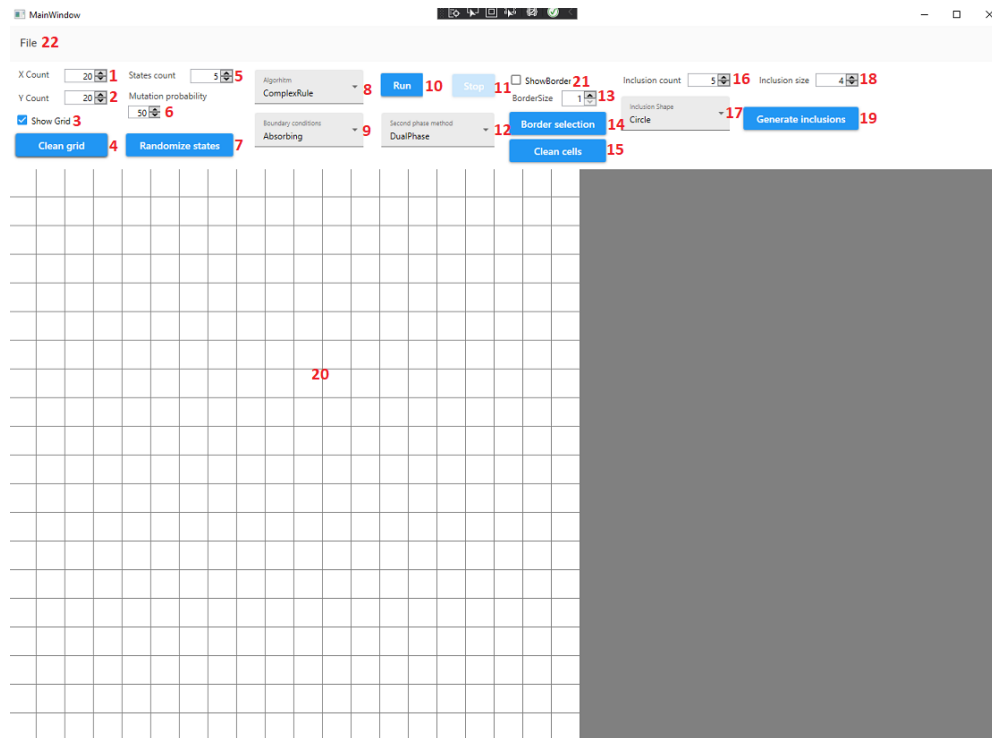 MainWindow
File 22
X Count 20 1 States count 5 5
Y Count 20 2 Mutation probability
50 6
Show Grid 3
Clean grid 4 Randomize states 7
Algorhitm
ComplexRule 8 Run 10 Stop 11
Boundary conditions
Absorbing 9
Second phase method
DualPhase 12
ShowBorder 21
BorderSize 1 13
Border selection 14
Clean cells 15
Inclusion count 5 16 Inclusion size 4 18
Inclusion Shape
Circle 17 Generate inclusions 19
20